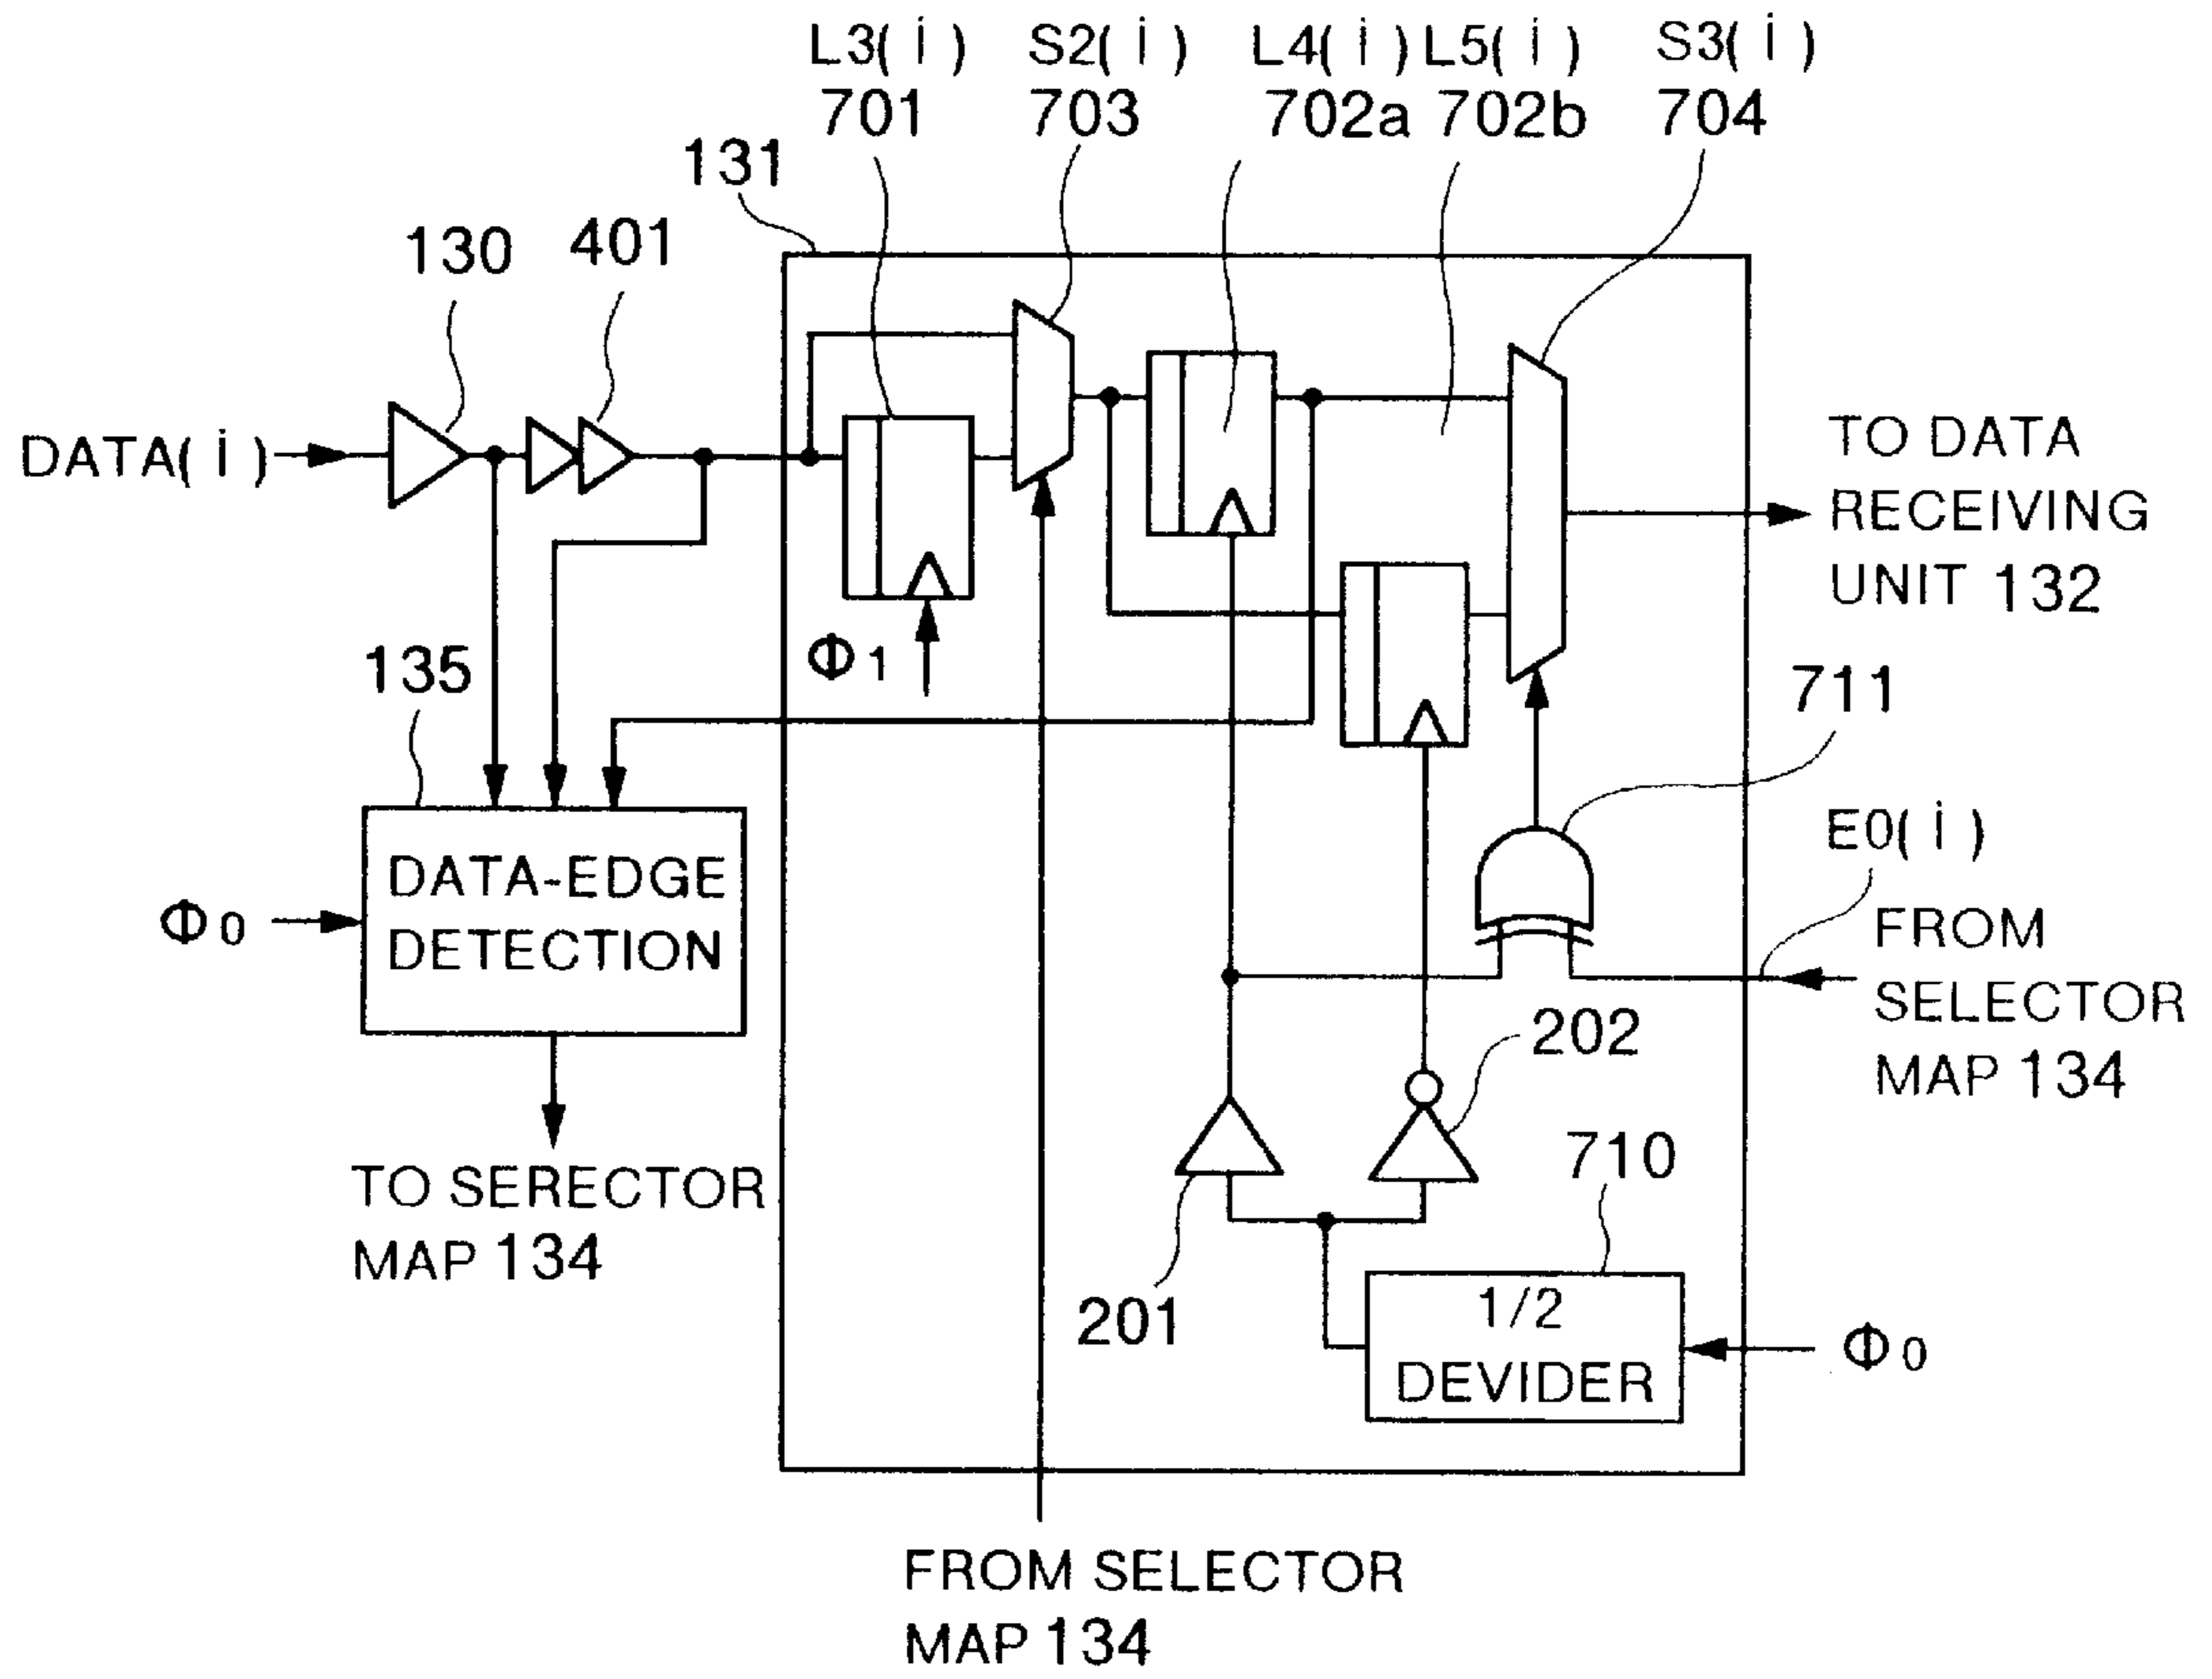 L3(i) S2(i) L4(i) L5(i) S3(i)
701 703 702a 702b 704
131
130 401
DATA(i)
TO DATA
RECEIVING
UNIT 132
Φ1
135
711
DATA-EDGE
DETECTION
Φ0
E0(i)
FROM
SELECTOR
MAP 134
202
TO SERECTOR
MAP 134
710
201
1/2
DEVIDER
Φ0
FROM SELECTOR
MAP 134